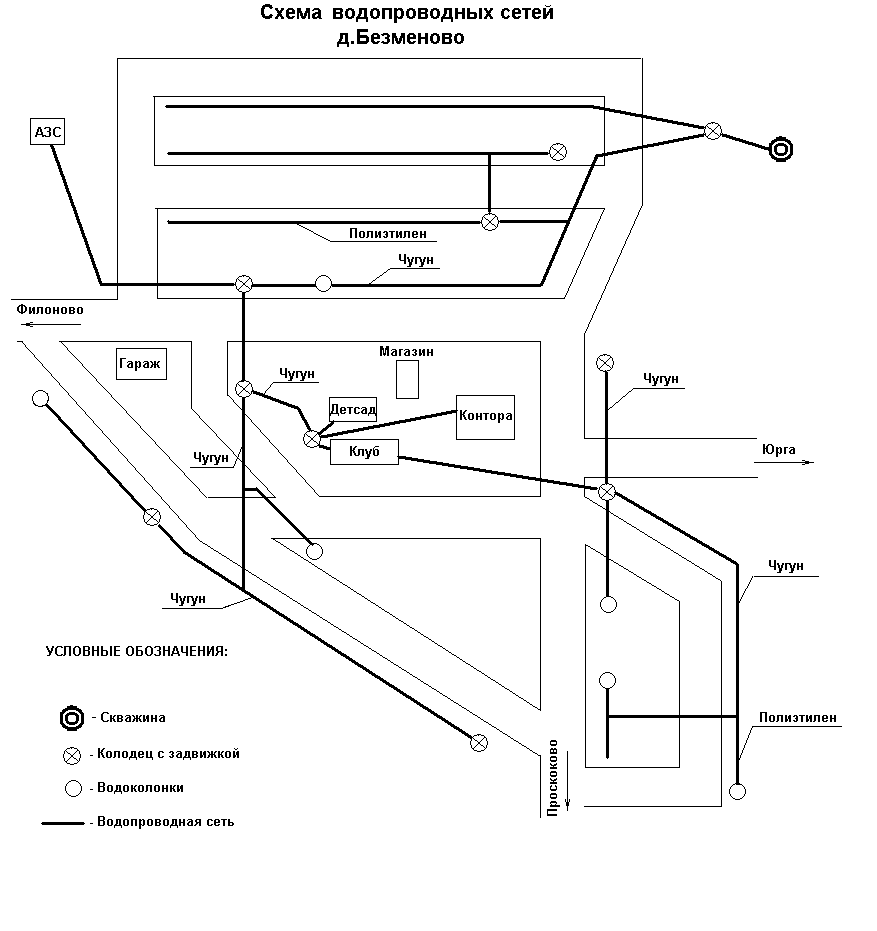 Схема водопроводных сетей
д.Безменово
АЗС
Полиэтилен
Чугун
Филоново
Гараж
Магазин
Чугун
Чугун
Детсад
Контора
Клуб
Чугун
Юрга
Чугун
Чугун
УСЛОВНЫЕ ОБОЗНАЧЕНИЯ:
- Скважина
Полиэтилен
- Колодец с задвижкой
Проскоково
- Водоколонки
- Водопроводная сеть